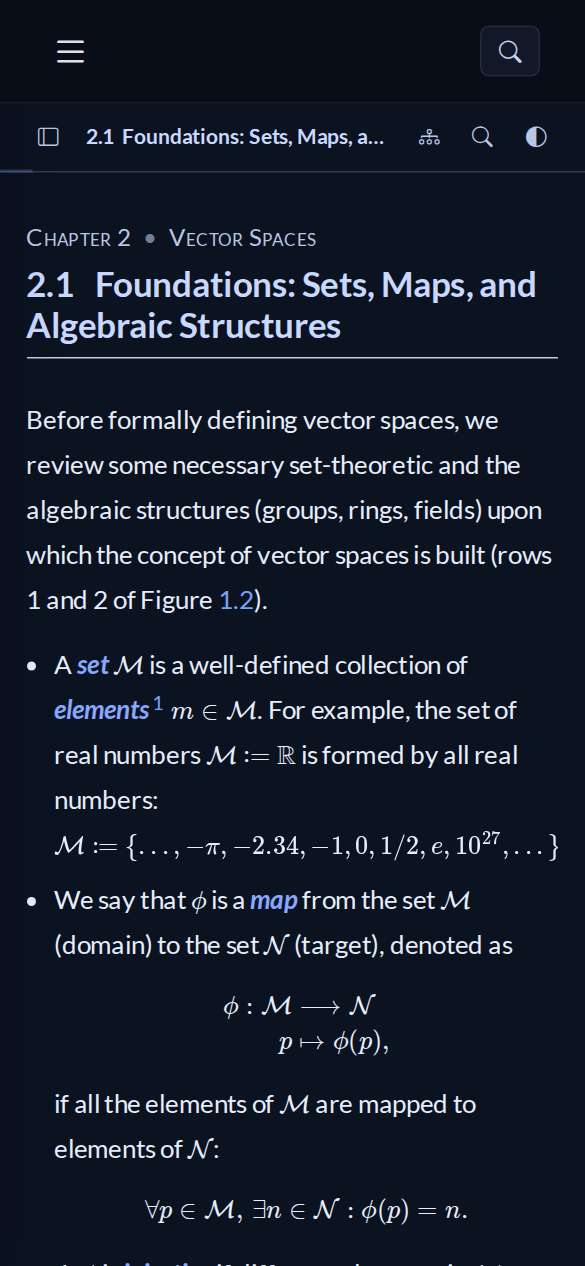 2.1 Foundations: Sets, Maps, a...
Chapter 2 • Vector Spaces
2.1 Foundations: Sets, Maps, and
Algebraic Structures
Before formally defining vector spaces, we
review some necessary set-theoretic and the
algebraic structures (groups, rings, fields) upon
which the concept of vector spaces is built (rows
1 and 2 of Figure 1.2).
• A set ℳ is a well-defined collection of
elements¹ m ∈ ℳ. For example, the set of
real numbers ℳ := ℝ is formed by all real
numbers:
ℳ := {..., −π, −2.34, −1, 0, 1/2, e, 10²⁷, ...}
• We say that ϕ is a map from the set ℳ
(domain) to the set 𝒩 (target), denoted as
ϕ : ℳ ⟶ 𝒩
p ↦ ϕ(p),
if all the elements of ℳ are mapped to
elements of 𝒩:
∀p ∈ ℳ, ∃n ∈ 𝒩 : ϕ(p) = n.